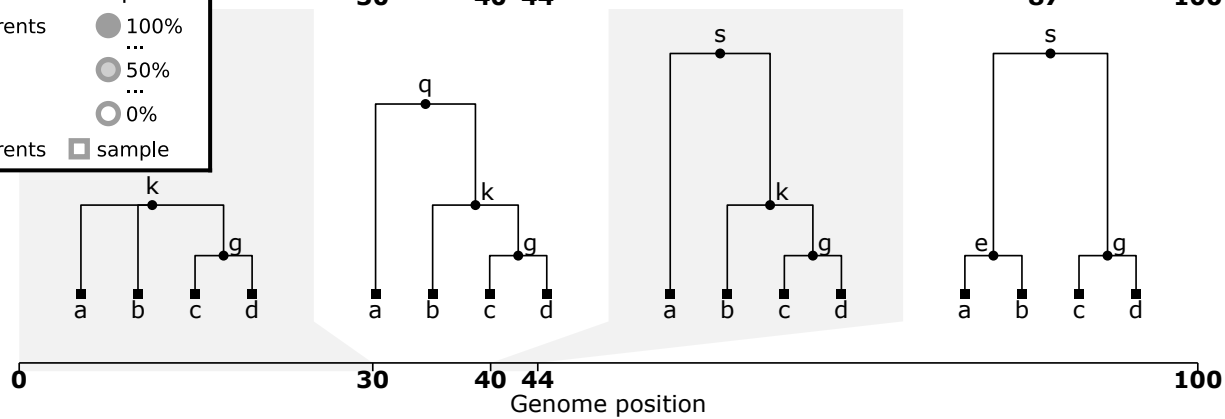 30 40 44 87 100
rents 100%
...
50%
...
0%
rents sample
k g a b c d
q k g a b c d
s k g a b c d
s e g a b c d
0 30 40 44 100
Genome position